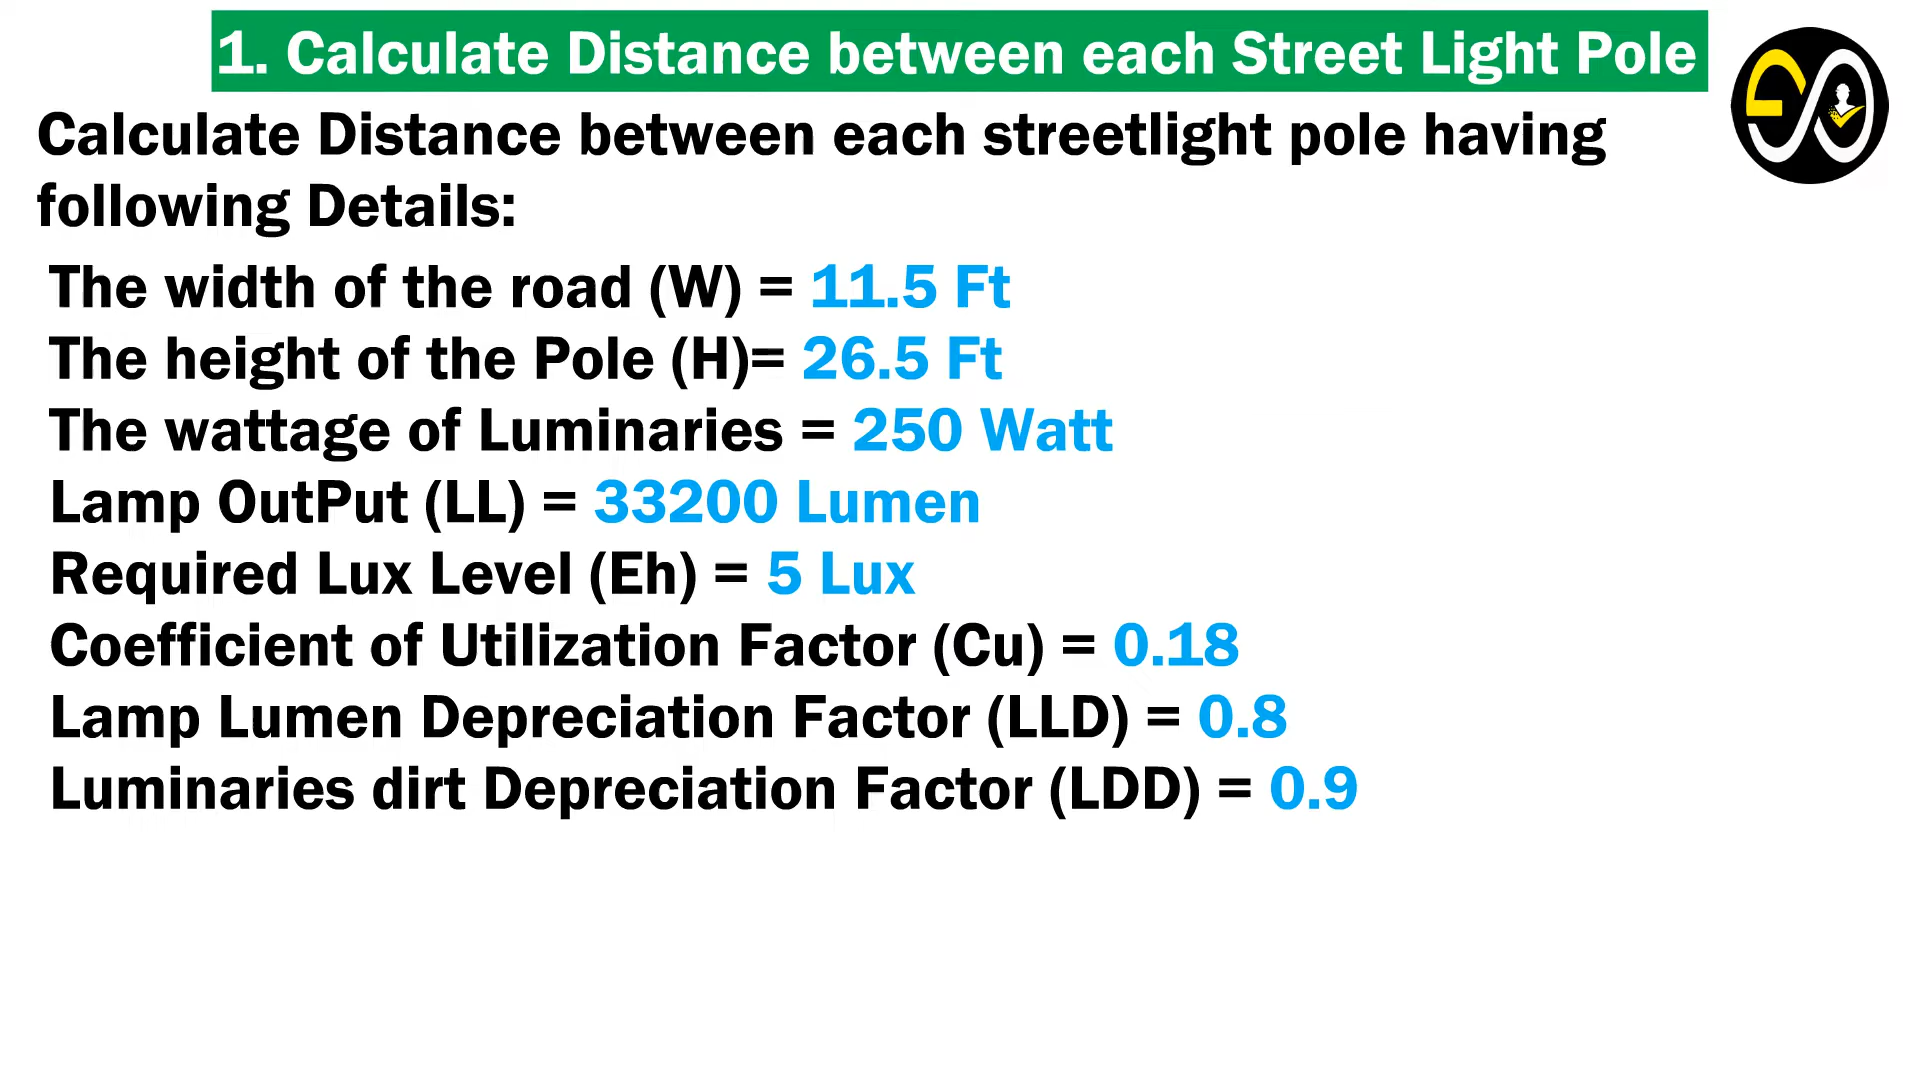 1. Calculate Distance between each Street Light Pole
Calculate Distance between each streetlight pole having
following Details:
The width of the road (W) = 11.5 Ft
The height of the Pole (H)= 26.5 Ft
The wattage of Luminaries = 250 Watt
Lamp OutPut (LL) = 33200 Lumen
Required Lux Level (Eh) = 5 Lux
Coefficient of Utilization Factor (Cu) = 0.18
Lamp Lumen Depreciation Factor (LLD) = 0.8
Luminaries dirt Depreciation Factor (LDD) = 0.9